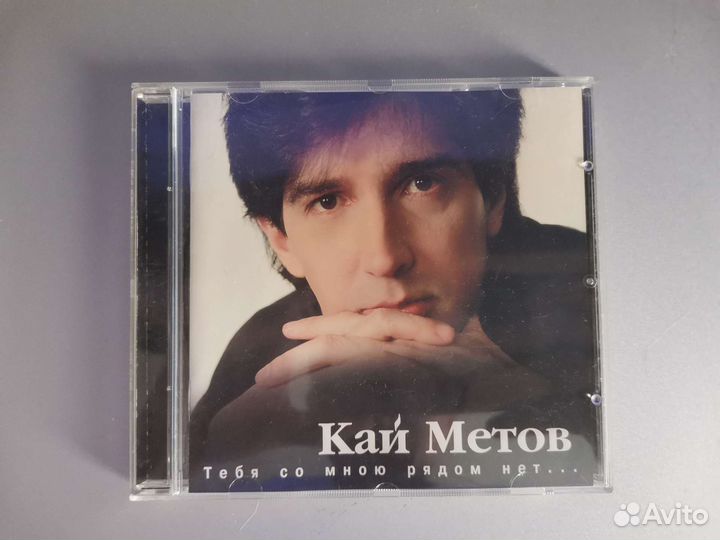 Кай Метов
Тебя со мною рядом нет...
Avito